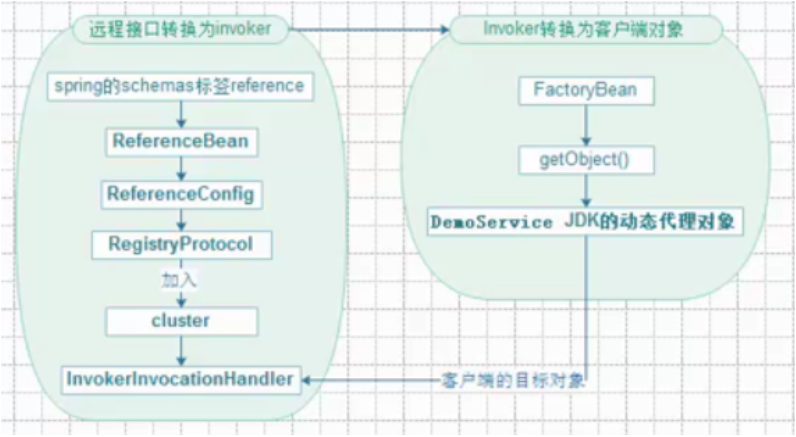 远程接口转换为invoker
Invoker转换为客户端对象
spring的schemas标签reference
ReferenceBean
ReferenceConfig
RegistryProtocol
加入
cluster
InvokerInvocationHandler
FactoryBean
getObject()
DemoService JDK的动态代理对象
客户端的目标对象